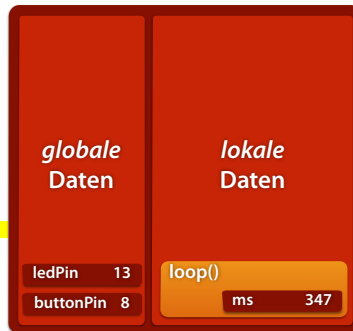 globale
Daten
ledPin 13
buttonPin 8
lokale
Daten
loop()
ms 347